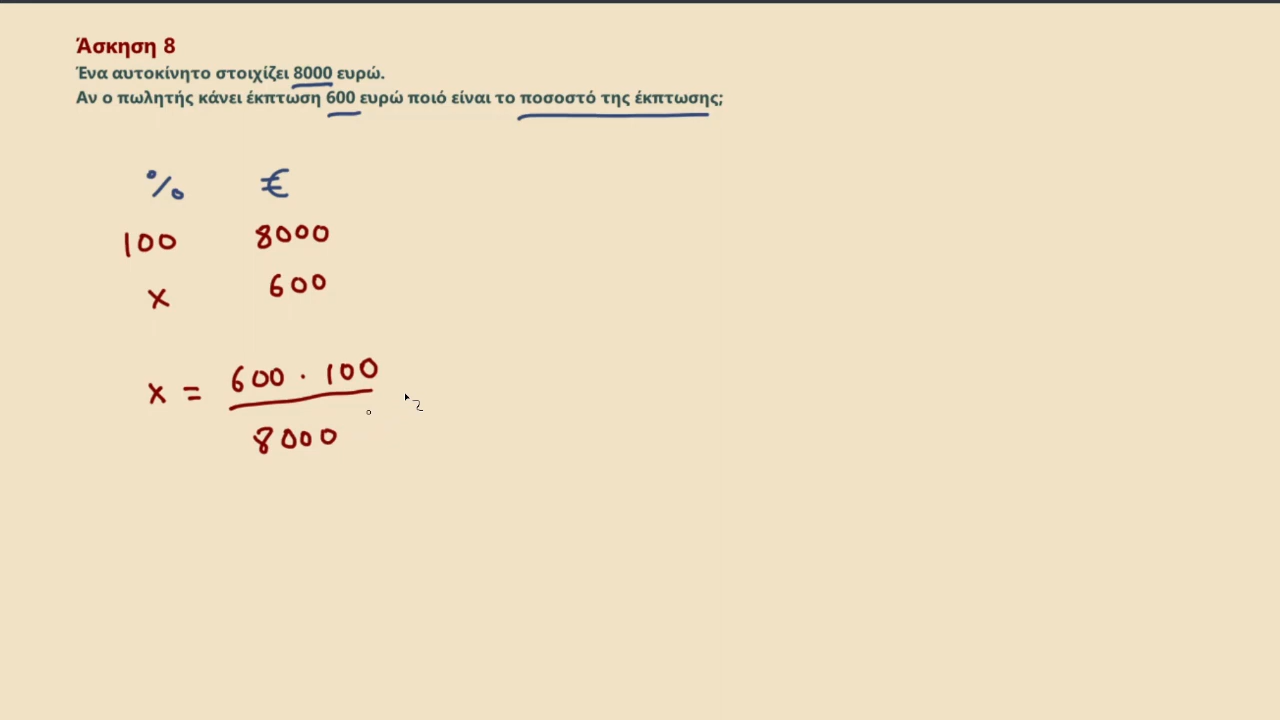 Άσκηση 8
Ένα αυτοκίνητο στοιχίζει 8000 ευρώ.
Αν ο πωλητής κάνει έκπτωση 600 ευρώ ποιό είναι το ποσοστό της έκπτωσης;
% €
100 8000
x 600
x = 600 · 100
8000